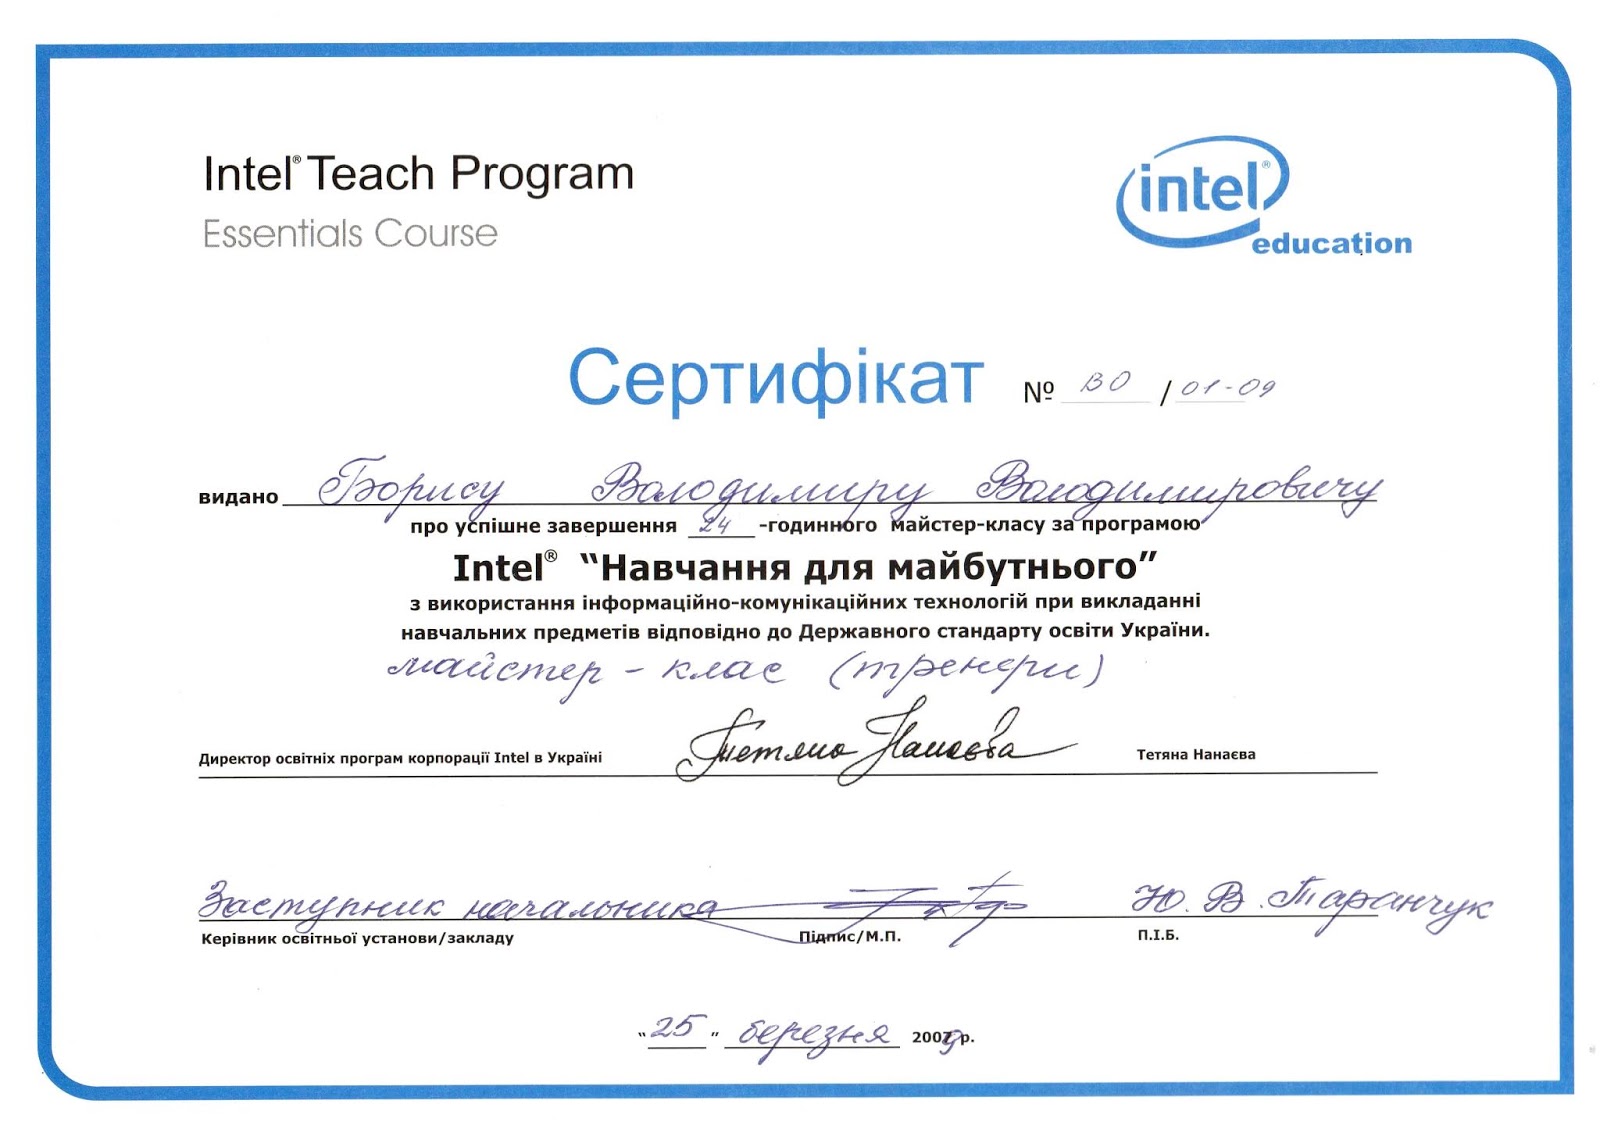 Intel® Teach Program
Essentials Course
intel®
education
Сертифікат № ВО / 01-09
видано Борису Володимиру Володимировичу
про успішне завершення 24 -годинного майстер-класу за програмою
Intel® “Навчання для майбутнього”
з використання інформаційно-комунікаційних технологій при викладанні
навчальних предметів відповідно до Державного стандарту освіти України.
майстер - клас (тренери)
Директор освітніх програм корпорації Intel в Україні Тетяна Нанаєва Тетяна Нанаєва
Заступник начальника Ю. В. Таранчук
Керівник освітньої установи/закладу Підпис/М.П. П.І.Б.
“25” березня 2009 р.